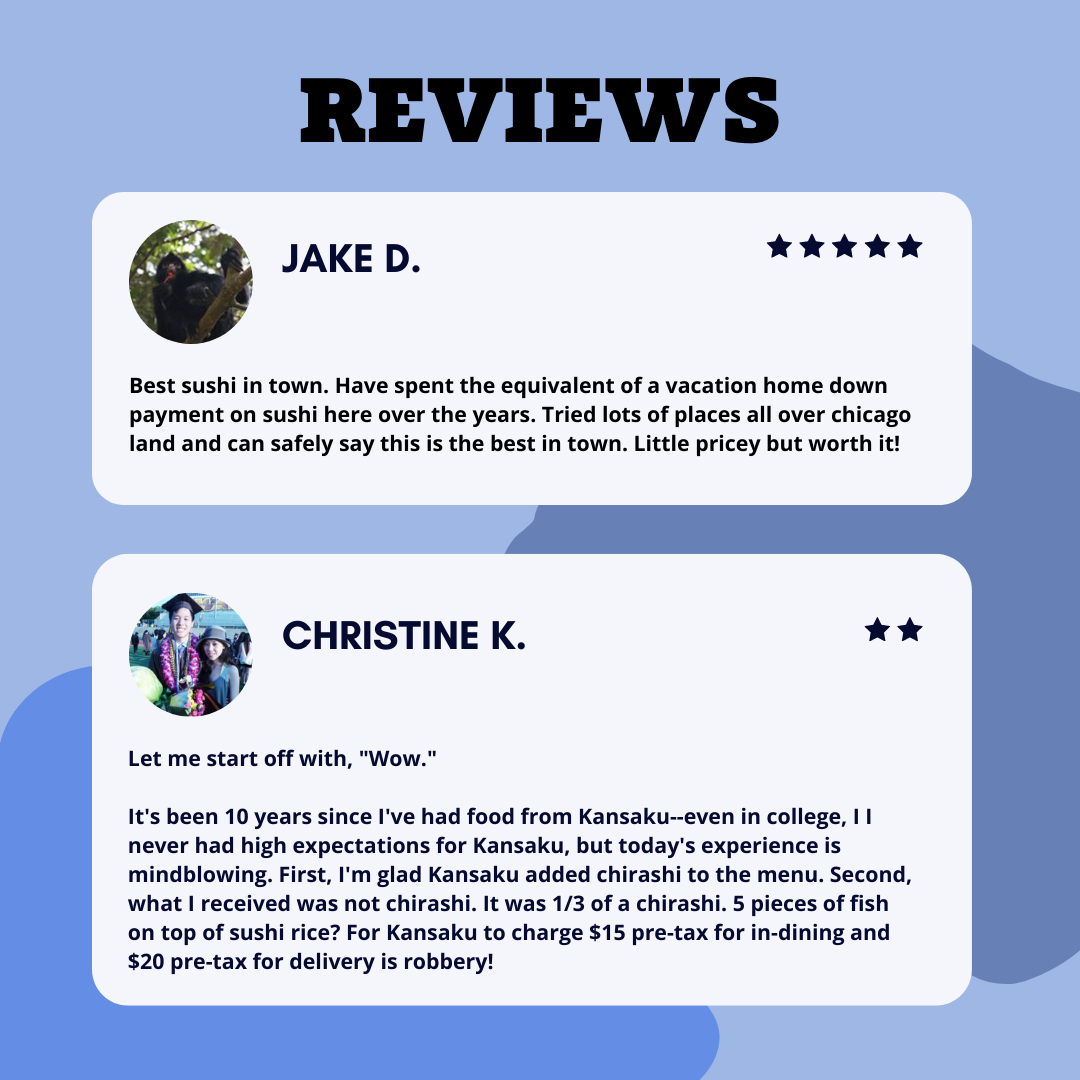 REVIEWS
JAKE D.
Best sushi in town. Have spent the equivalent of a vacation home down
payment on sushi here over the years. Tried lots of places all over chicago
land and can safely say this is the best in town. Little pricey but worth it!
CHRISTINE K.
Let me start off with, "Wow."
It's been 10 years since I've had food from Kansaku--even in college, I I
never had high expectations for Kansaku, but today's experience is
mindblowing. First, I'm glad Kansaku added chirashi to the menu. Second,
what I received was not chirashi. It was 1/3 of a chirashi. 5 pieces of fish
on top of sushi rice? For Kansaku to charge $15 pre-tax for in-dining and
$20 pre-tax for delivery is robbery!